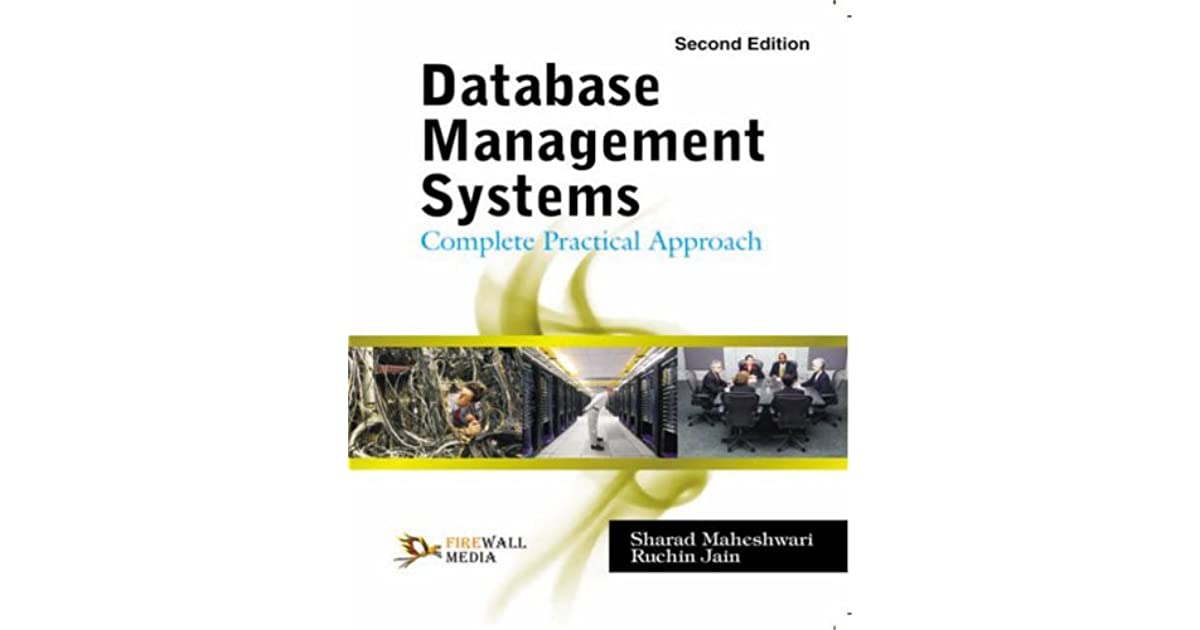 Second Edition
Database
Management
Systems
Complete Practical Approach
FIREWALL
MEDIA
Sharad Maheshwari
Ruchin Jain